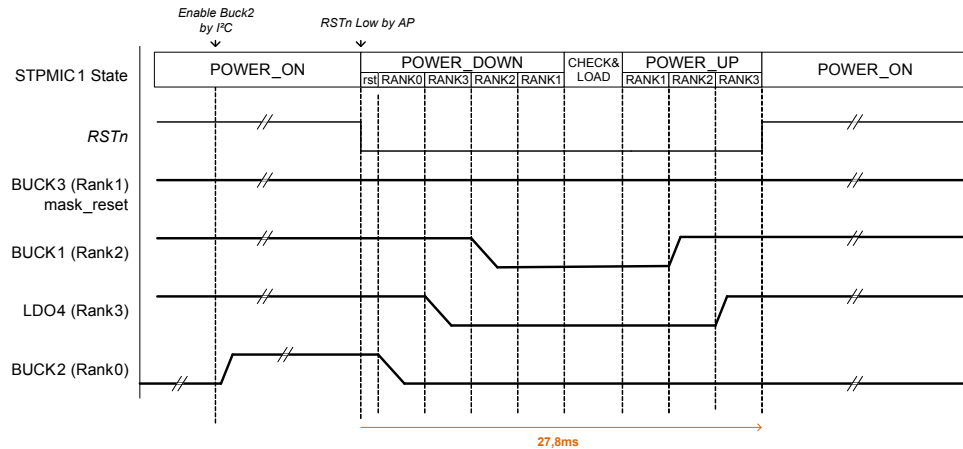 Enable Buck2
by I²C
RSTn Low by AP
STPMIC1 State
POWER_ON
POWER_DOWN
rst RANK0 RANK3 RANK2 RANK1
CHECK&
LOAD
POWER_UP
RANK1 RANK2 RANK3
POWER_ON
RSTn
BUCK3 (Rank1)
mask_reset
BUCK1 (Rank2)
LDO4 (Rank3)
BUCK2 (Rank0)
27,8ms